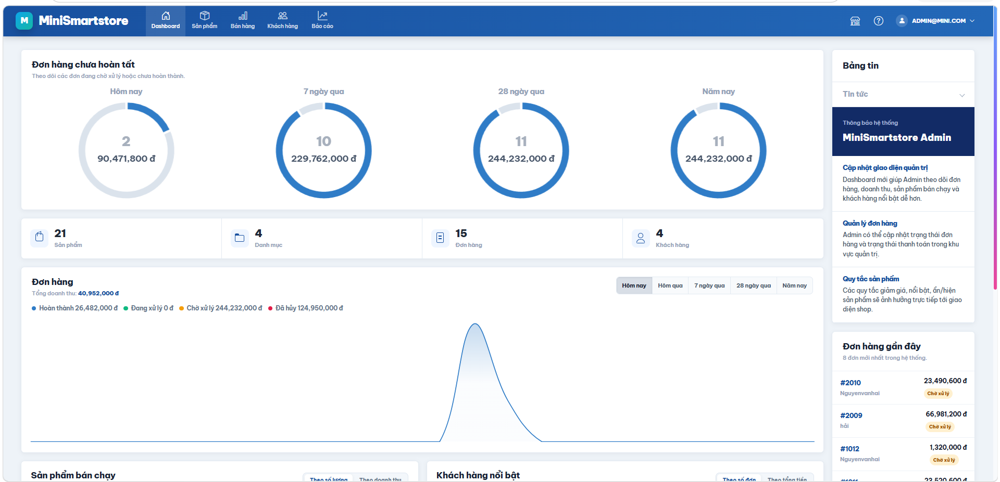 M MiniSmartstore
Dashboard
Sản phẩm
Bán hàng
Khách hàng
Báo cáo
ADMIN@MINI.COM
Đơn hàng chưa hoàn tất
Theo dõi các đơn đang chờ xử lý hoặc chưa hoàn thành.
Hôm nay
2
90,471,800 đ
7 ngày qua
10
229,762,000 đ
28 ngày qua
11
244,232,000 đ
Năm nay
11
244,232,000 đ
21
Sản phẩm
4
Danh mục
15
Đơn hàng
4
Khách hàng
Đơn hàng
Tổng doanh thu: 40,952,000 đ
Hôm nay Hôm qua 7 ngày qua 28 ngày qua Năm nay
Hoàn thành 26,482,000 đ Đang xử lý 0 đ Chờ xử lý 244,232,000 đ Đã hủy 124,950,000 đ
Sản phẩm bán chạy
Theo số lượng Theo doanh thu
Khách hàng nổi bật
Theo số đơn Theo tổng tiền
Bảng tin
Tin tức
Thông báo hệ thống
MiniSmartstore Admin
Cập nhật giao diện quản trị
Dashboard mới giúp Admin theo dõi đơn
hàng, doanh thu, sản phẩm bán chạy và
khách hàng nổi bật dễ hơn.
Quản lý đơn hàng
Admin có thể cập nhật trạng thái đơn
hàng và trạng thái thanh toán trong khu
vực quản trị.
Quy tắc sản phẩm
Các quy tắc giảm giá, nổi bật, ẩn/hiện
sản phẩm sẽ ảnh hưởng trực tiếp tới giao
diện shop.
Đơn hàng gần đây
8 đơn mới nhất trong hệ thống.
#2010 23,490,600 đ
Nguyenvanhai Chờ xử lý
#2009 66,981,200 đ
hải Chờ xử lý
#1012 1,320,000 đ
Nguyenvanhai Chờ xử lý
#1011 23,520,600 đ